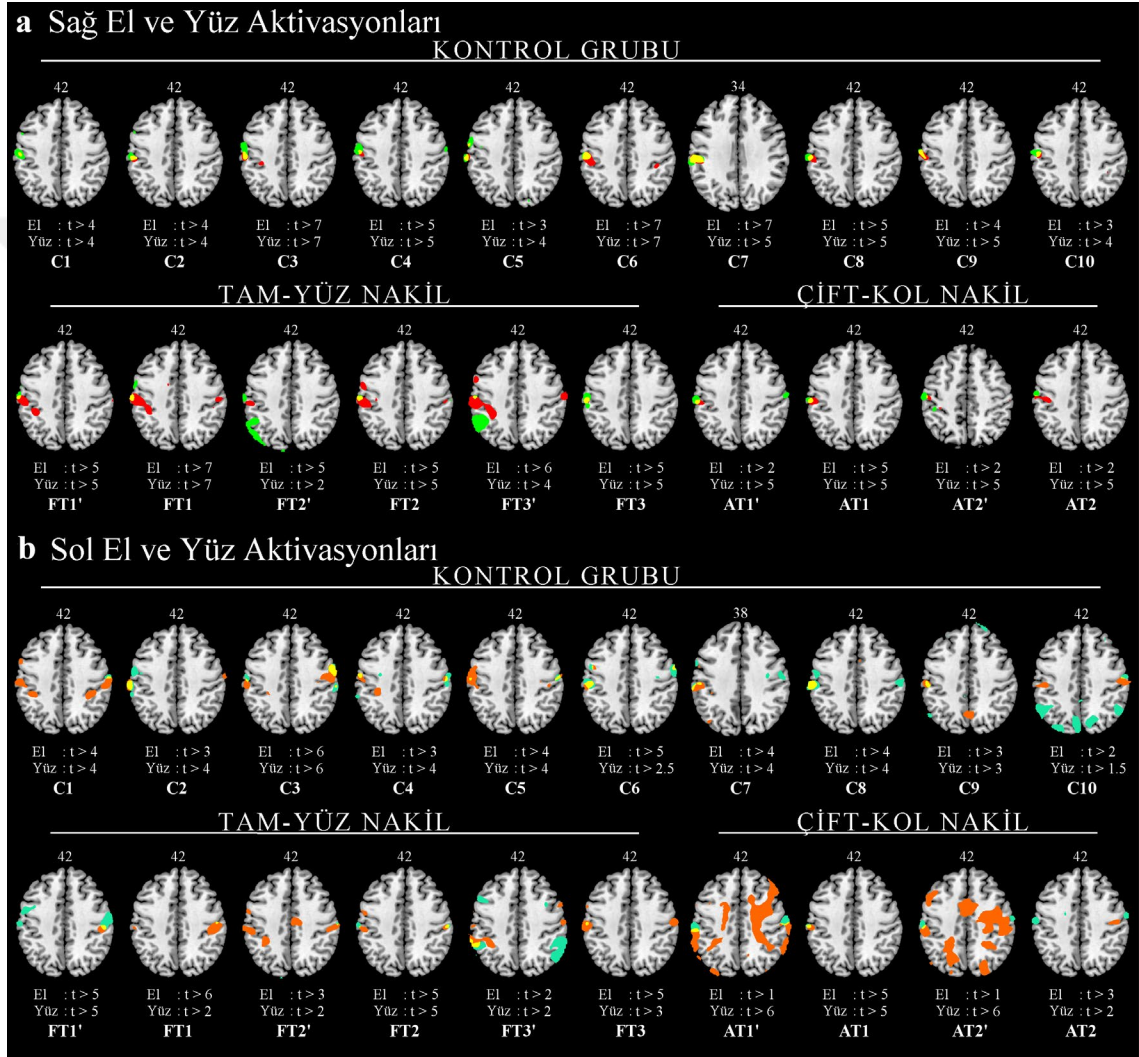 a Sağ El ve Yüz Aktivasyonları
KONTROL GRUBU
42 42 42 42 42 42 34 42 42 42
El : t > 4 El : t > 4 El : t > 7 El : t > 5 El : t > 3 El : t > 7 El : t > 7 El : t > 5 El : t > 4 El : t > 3
Yüz : t > 4 Yüz : t > 4 Yüz : t > 7 Yüz : t > 5 Yüz : t > 4 Yüz : t > 7 Yüz : t > 5 Yüz : t > 5 Yüz : t > 5 Yüz : t > 4
C1 C2 C3 C4 C5 C6 C7 C8 C9 C10
TAM-YÜZ NAKİL ÇİFT-KOL NAKİL
42 42 42 42 42 42 42 42 42 42
El : t > 5 El : t > 7 El : t > 5 El : t > 5 El : t > 6 El : t > 5 El : t > 2 El : t > 5 El : t > 2 El : t > 2
Yüz : t > 5 Yüz : t > 7 Yüz : t > 2 Yüz : t > 5 Yüz : t > 4 Yüz : t > 5 Yüz : t > 5 Yüz : t > 5 Yüz : t > 5 Yüz : t > 5
FT1' FT1 FT2' FT2 FT3' FT3 AT1' AT1 AT2' AT2
b Sol El ve Yüz Aktivasyonları
KONTROL GRUBU
42 42 42 42 42 42 38 42 42 42
El : t > 4 El : t > 3 El : t > 6 El : t > 3 El : t > 4 El : t > 5 El : t > 4 El : t > 4 El : t > 3 El : t > 2
Yüz : t > 4 Yüz : t > 4 Yüz : t > 6 Yüz : t > 4 Yüz : t > 4 Yüz : t > 2.5 Yüz : t > 4 Yüz : t > 4 Yüz : t > 3 Yüz : t > 1.5
C1 C2 C3 C4 C5 C6 C7 C8 C9 C10
TAM-YÜZ NAKİL ÇİFT-KOL NAKİL
42 42 42 42 42 42 42 42 42 42
El : t > 5 El : t > 6 El : t > 3 El : t > 5 El : t > 2 El : t > 5 El : t > 1 El : t > 5 El : t > 1 El : t > 3
Yüz : t > 5 Yüz : t > 2 Yüz : t > 2 Yüz : t > 5 Yüz : t > 2 Yüz : t > 3 Yüz : t > 6 Yüz : t > 5 Yüz : t > 6 Yüz : t > 2
FT1' FT1 FT2' FT2 FT3' FT3 AT1' AT1 AT2' AT2